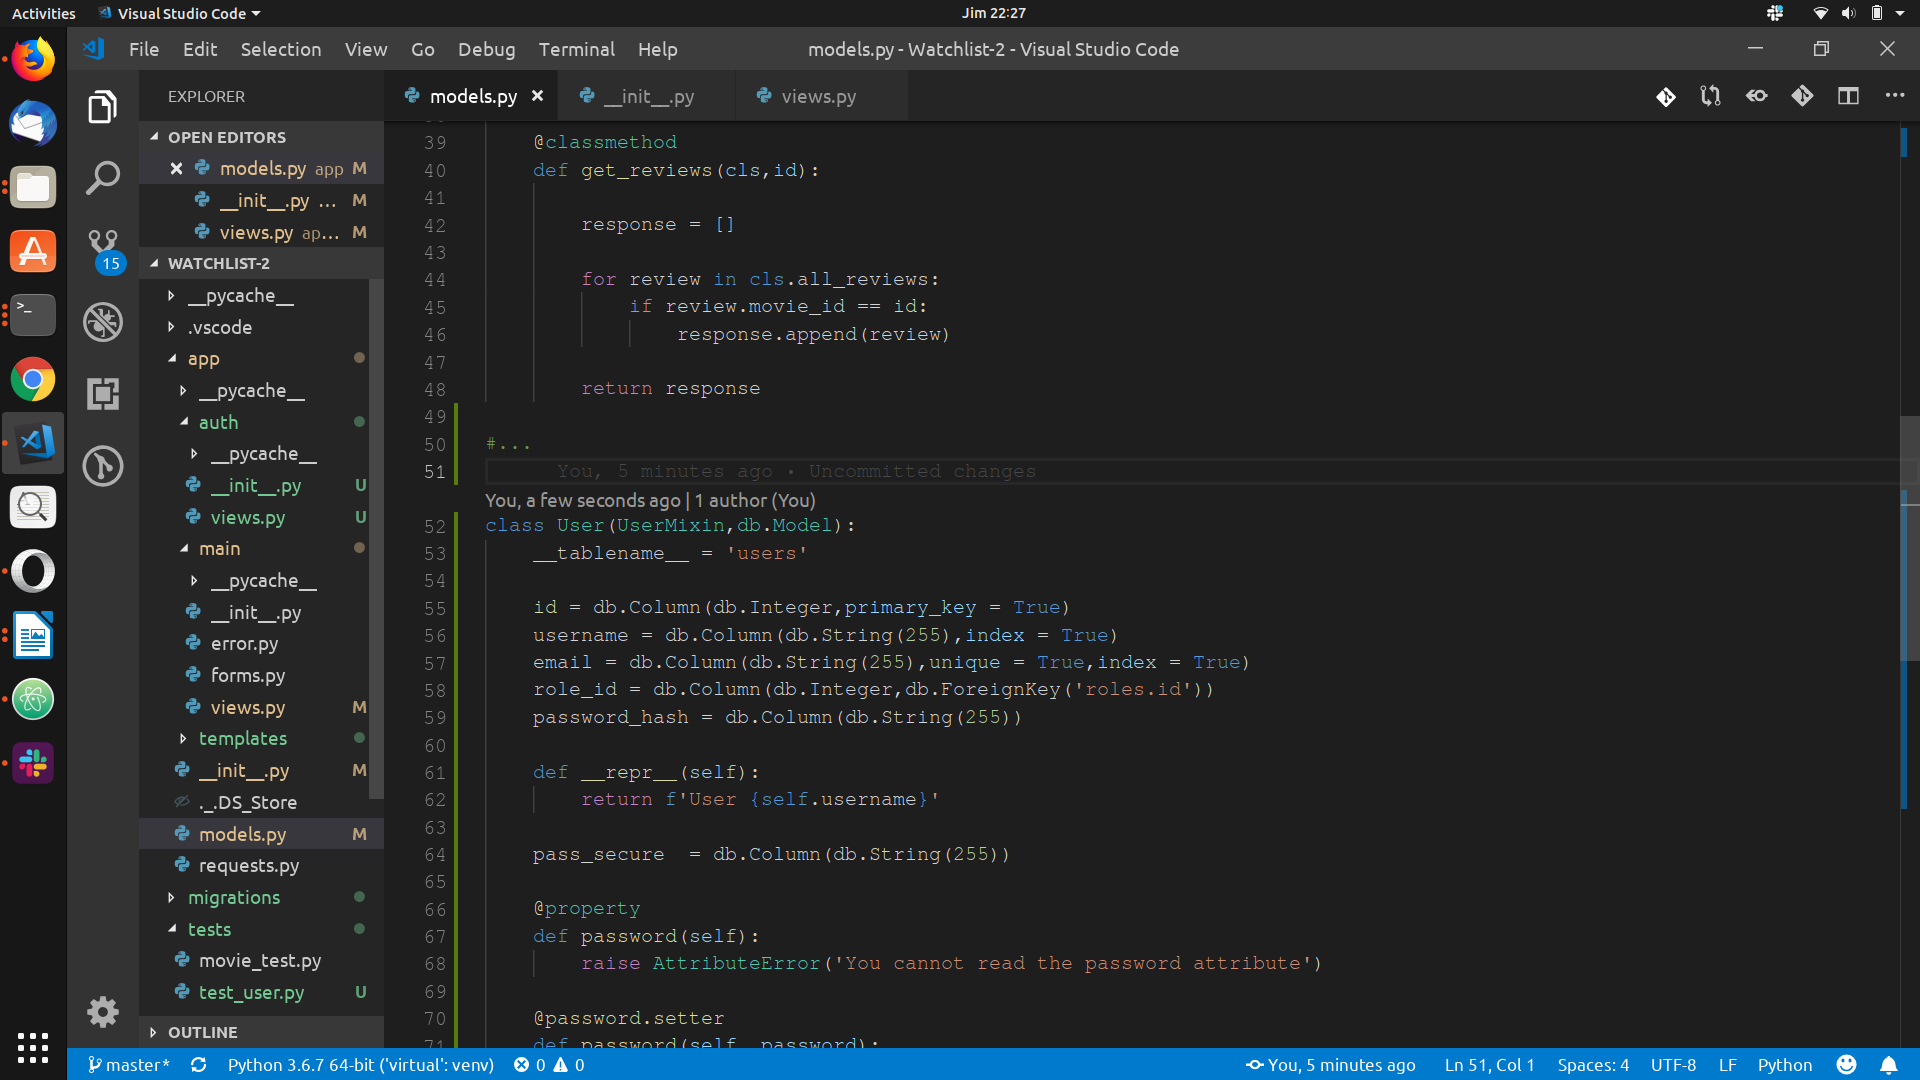 Activities
Visual Studio Code
Jim 22:27
File Edit Selection View Go Debug Terminal Help
models.py - Watchlist-2 - Visual Studio Code
EXPLORER
OPEN EDITORS
models.py app M
__init__.py ... M
views.py ap... M
WATCHLIST-2
__pycache__
.vscode
app
__pycache__
auth
__pycache__
__init__.py U
views.py U
main
__pycache__
__init__.py
error.py
forms.py
views.py M
templates
__init__.py M
._.DS_Store
models.py M
requests.py
migrations
tests
movie_test.py
test_user.py U
OUTLINE
15
models.py
__init__.py
views.py
39 @classmethod
40 def get_reviews(cls,id):
41
42 response = []
43
44 for review in cls.all_reviews:
45 if review.movie_id == id:
46 response.append(review)
47
48 return response
49
50 #...
51 You, 5 minutes ago • Uncommitted changes
You, a few seconds ago | 1 author (You)
52 class User(UserMixin,db.Model):
53 __tablename__ = 'users'
54
55 id = db.Column(db.Integer,primary_key = True)
56 username = db.Column(db.String(255),index = True)
57 email = db.Column(db.String(255),unique = True,index = True)
58 role_id = db.Column(db.Integer,db.ForeignKey('roles.id'))
59 password_hash = db.Column(db.String(255))
60
61 def __repr__(self):
62 return f'User {self.username}'
63
64 pass_secure  = db.Column(db.String(255))
65
66 @property
67 def password(self):
68 raise AttributeError('You cannot read the password attribute')
69
70 @password.setter
71 def password(self, password):
master* Python 3.6.7 64-bit ('virtual': venv) 0 0
You, 5 minutes ago Ln 51, Col 1 Spaces: 4 UTF-8 LF Python